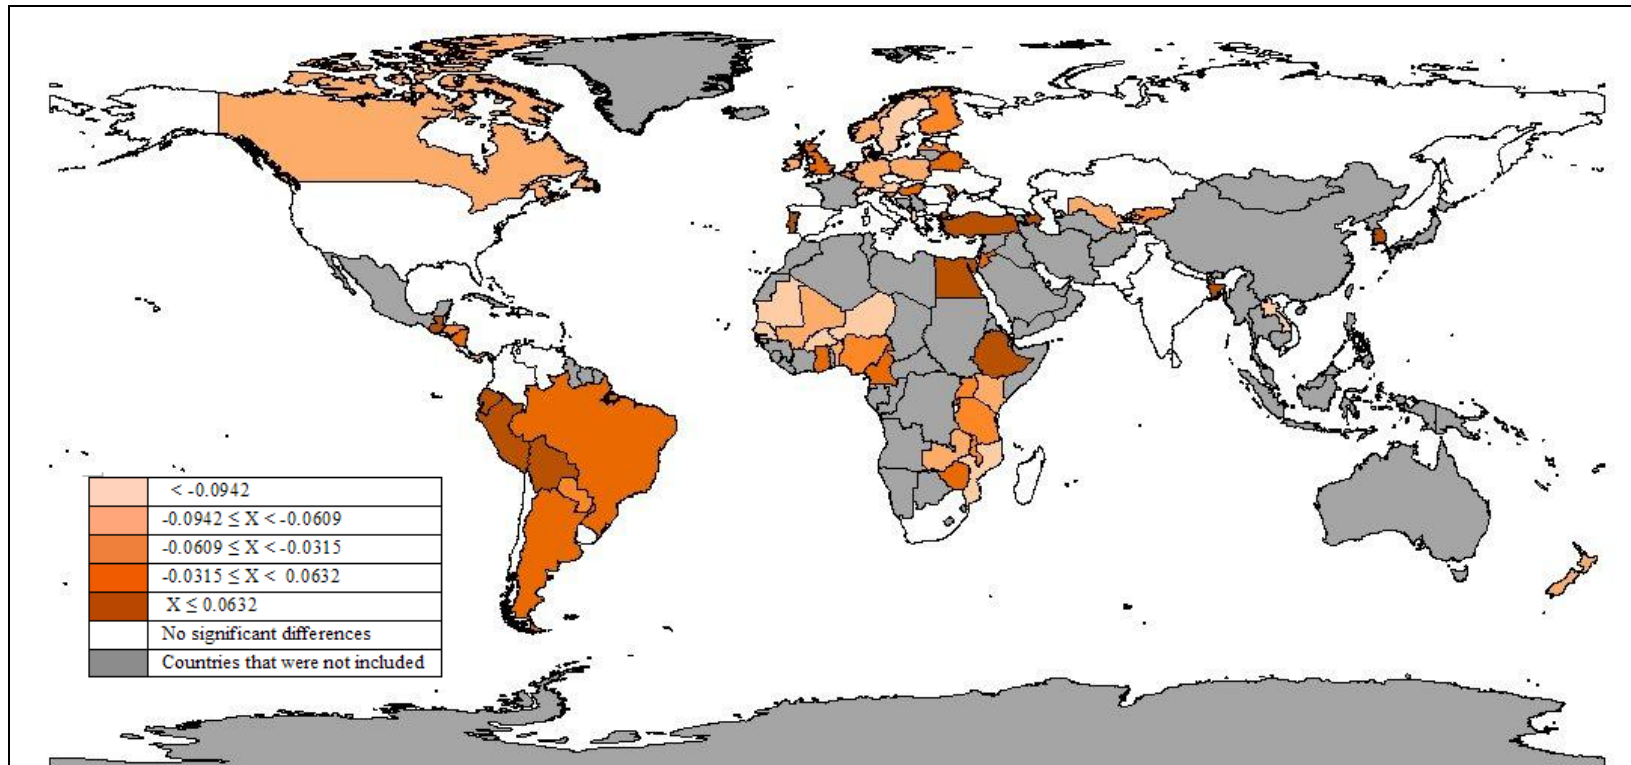 < -0.0942
-0.0942 ≤ X < -0.0609
-0.0609 ≤ X < -0.0315
-0.0315 ≤ X < 0.0632
X ≤ 0.0632
No significant differences
Countries that were not included